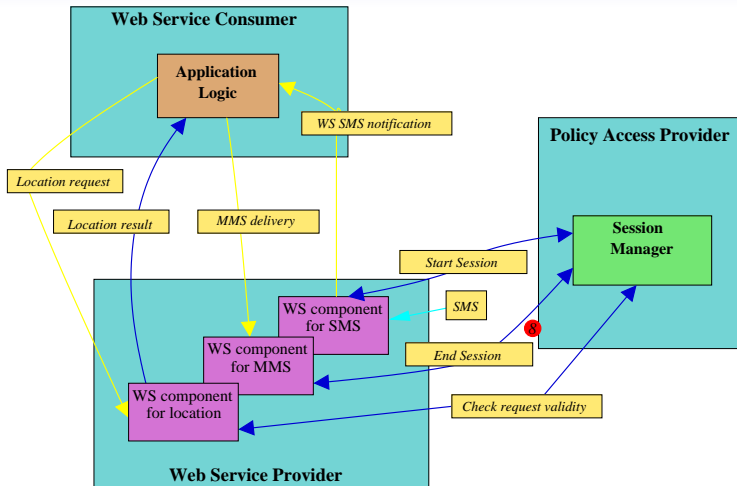 Web Service Consumer
Application
Logic
WS SMS notification
Policy Access Provider
Location request
Location result
MMS delivery
Session
Manager
Start Session
SMS
WS component
for SMS
8
WS component
for MMS
End Session
WS component
for location
Check request validity
Web Service Provider